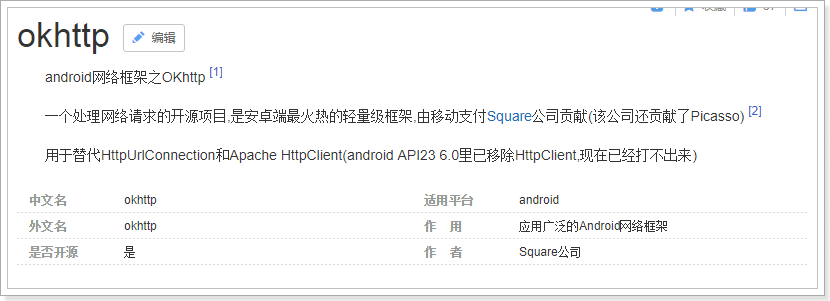 okhttp 编辑
android网络框架之OKhttp [1]
一个处理网络请求的开源项目,是安卓端最火热的轻量级框架,由移动支付Square公司贡献(该公司还贡献了Picasso) [2]
用于替代HttpUrlConnection和Apache HttpClient(android API23 6.0里已移除HttpClient,现在已经打不出来)
中文名 okhttp 适用平台 android
外文名 okhttp 作 用 应用广泛的Android网络框架
是否开源 是 作 者 Square公司